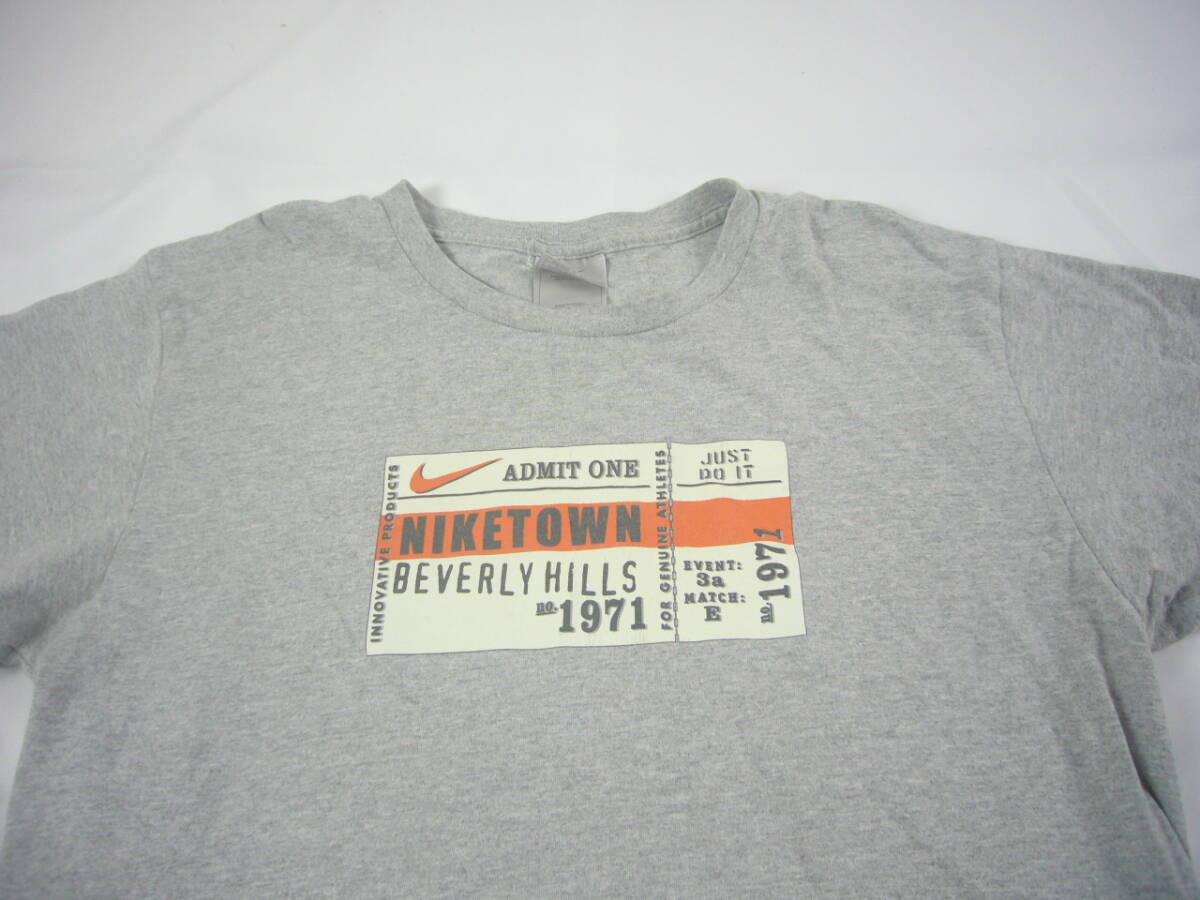 INNOVATIVE PRODUCTS
ADMIT ONE
NIKETOWN
BEVERLY HILLS
no. 1971
FOR GENUINE ATHLETES
JUST
DO IT
EVENT:
3a
MATCH:
E
no. 1971